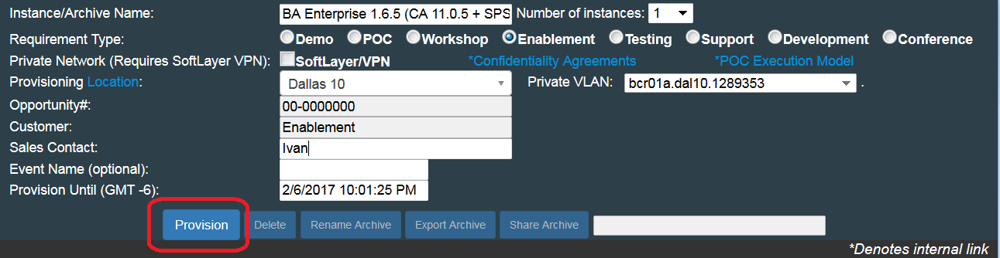 Instance/Archive Name: BA Enterprise 1.6.5 (CA 11.0.5 + SPS Number of instances: 1
Requirement Type: Demo POC Workshop Enablement Testing Support Development Conference
Private Network (Requires SoftLayer VPN): SoftLayer/VPN *Confidentiality Agreements *POC Execution Model
Provisioning Location: Dallas 10 Private VLAN: bcr01a.dal10.1289353 .
Opportunity#: 00-0000000
Customer: Enablement
Sales Contact: Ivan
Event Name (optional):
Provision Until (GMT -6): 2/6/2017 10:01:25 PM
Provision Delete Rename Archive Export Archive Share Archive
*Denotes internal link